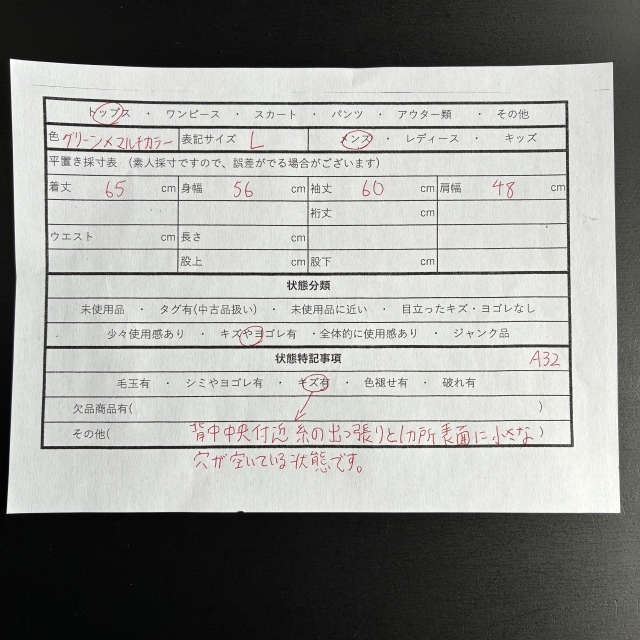 トップス ・ ワンピース ・ スカート ・ パンツ ・ アウター類 ・ その他
色 グリーン×マルチカラー 表記サイズ L メンズ ・ レディース ・ キッズ
平置き採寸表 （素人採寸ですので、誤差がでる場合がございます）
着丈 65 cm 身幅 56 cm 袖丈 60 cm 肩幅 48 cm
裄丈 cm
ウエスト cm 長さ cm
股上 cm 股下 cm
状態分類
未使用品 ・ タグ有(中古品扱い) ・ 未使用品に近い ・ 目立ったキズ・ヨゴレなし
少々使用感あり ・ キズやヨゴレ有 ・全体的に使用感あり ・ ジャンク品
状態特記事項 A32
毛玉有 ・ シミやヨゴレ有 ・ キズ有 ・ 色褪せ有 ・ 破れ有
欠品商品有( )
その他( 背中中央付近 糸の出っ張りと1カ所 表面に小さな )
穴が空いている状態です。